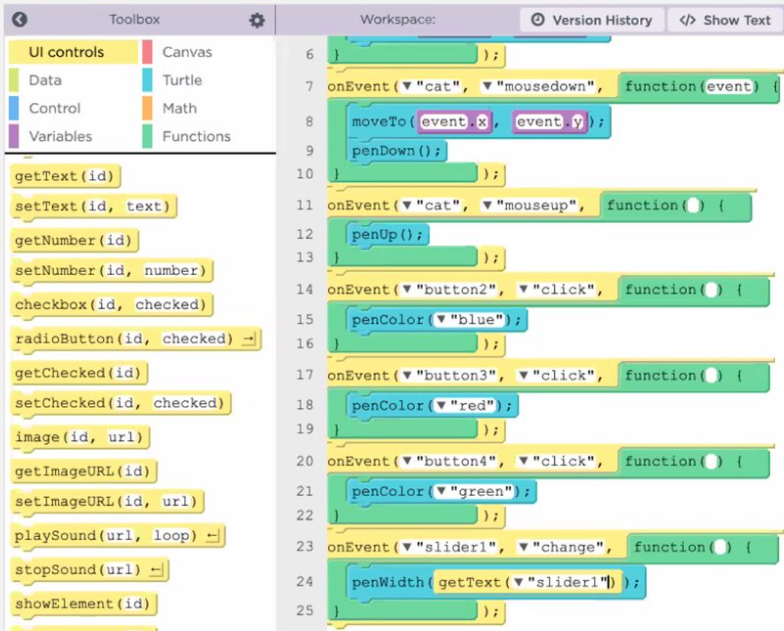 Toolbox
Workspace:
Version History
</> Show Text
UI controls
Canvas
Data
Turtle
Control
Math
Variables
Functions
getText(id)
setText(id, text)
getNumber(id)
setNumber(id, number)
checkbox(id, checked)
radioButton(id, checked) →
getChecked(id)
setChecked(id, checked)
image(id, url)
getImageURL(id)
setImageURL(id, url)
playSound(url, loop) ←
stopSound(url) ←
showElement(id)
6 } );
7 onEvent(▼"cat", ▼"mousedown", function(event) {
8 moveTo(event.x, event.y);
9 penDown();
10 } );
11 onEvent(▼"cat", ▼"mouseup", function() {
12 penUp();
13 } );
14 onEvent(▼"button2", ▼"click", function() {
15 penColor(▼"blue");
16 } );
17 onEvent(▼"button3", ▼"click", function() {
18 penColor(▼"red");
19 } );
20 onEvent(▼"button4", ▼"click", function() {
21 penColor(▼"green");
22 } );
23 onEvent(▼"slider1", ▼"change", function() {
24 penWidth(getText(▼"slider1"));
25 } );